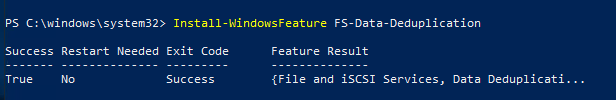 PS C:\windows\system32> Install-WindowsFeature FS-Data-Deduplication
Success Restart Needed Exit Code      Feature Result
------- -------------- ---------      --------------
True    No             Success        {File and iSCSI Services, Data Deduplicati...